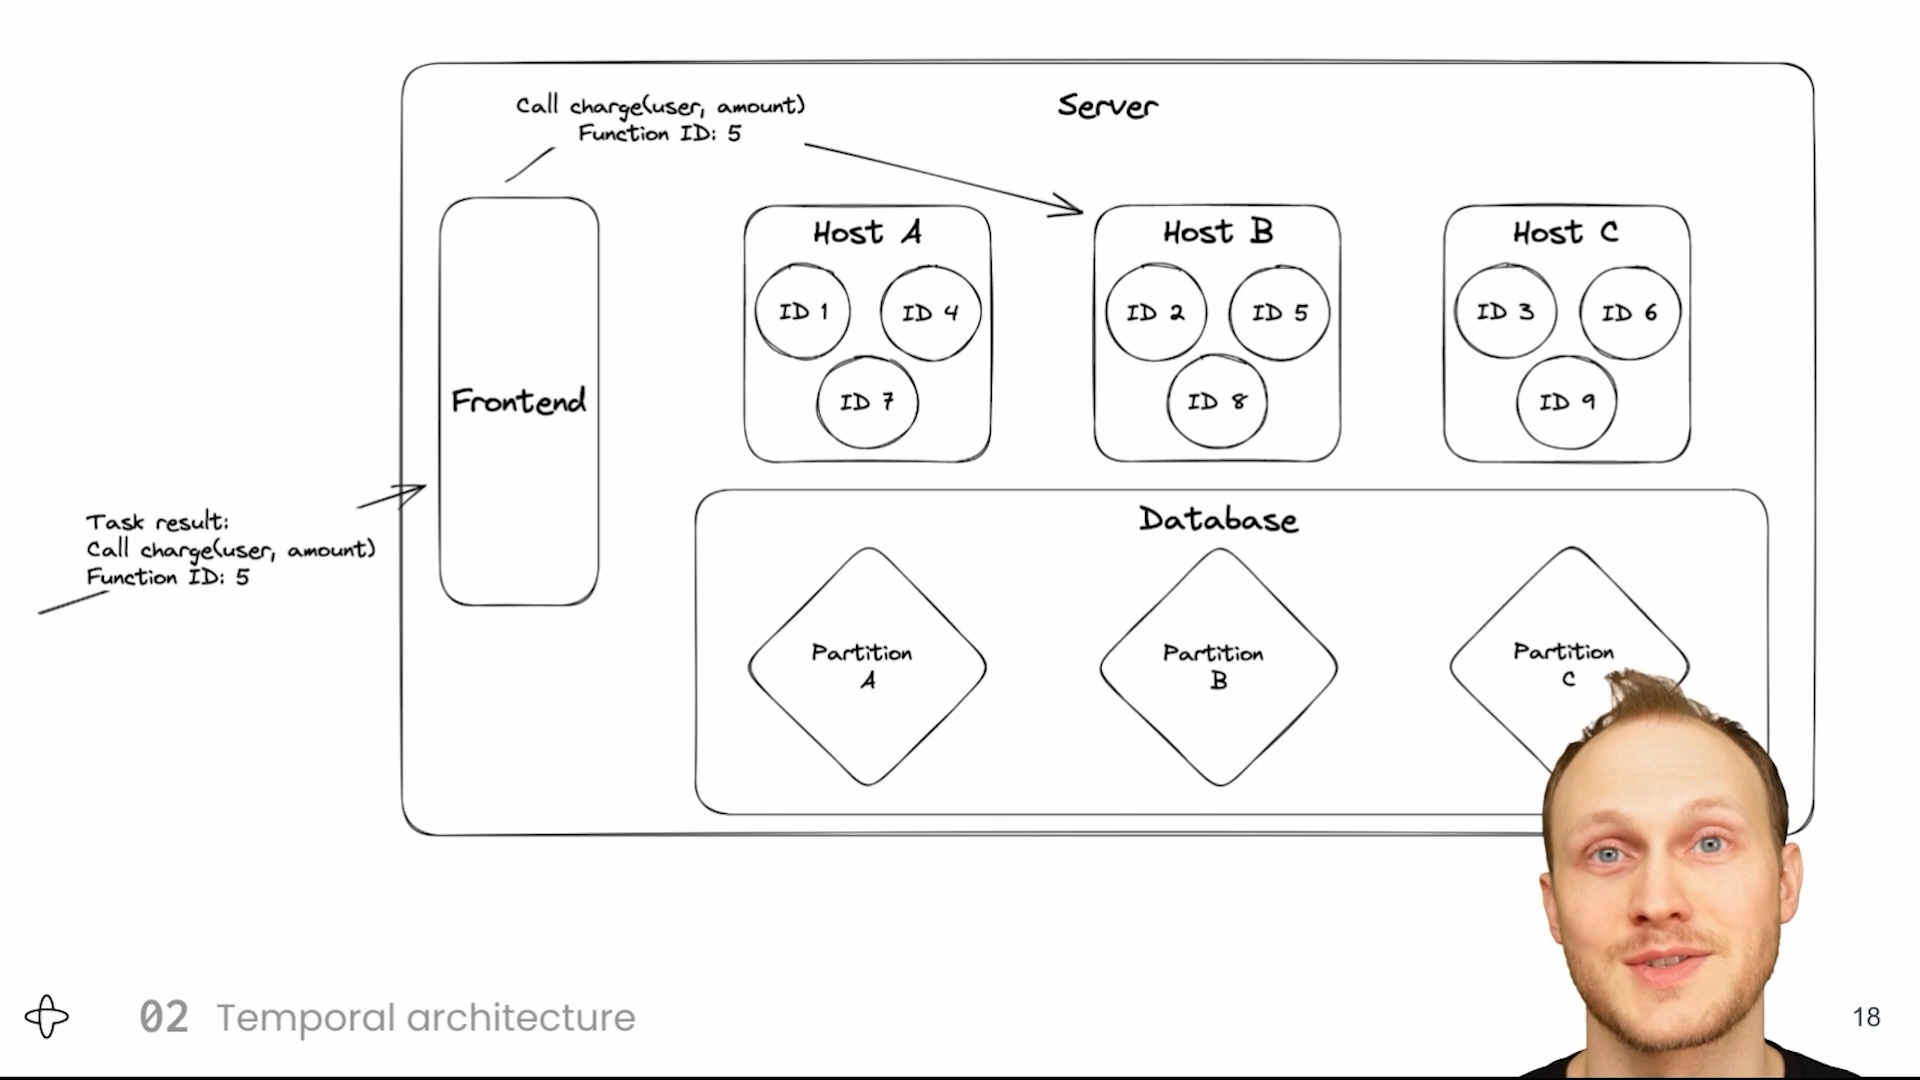 Call charge(user, amount)
Function ID: 5
Server
Frontend
Host A
ID 1
ID 4
ID 7
Host B
ID 2
ID 5
ID 8
Host C
ID 3
ID 6
ID 9
Task result:
Call charge(user, amount)
Function ID: 5
Database
Partition
A
Partition
B
Partition
C
02 Temporal architecture
18